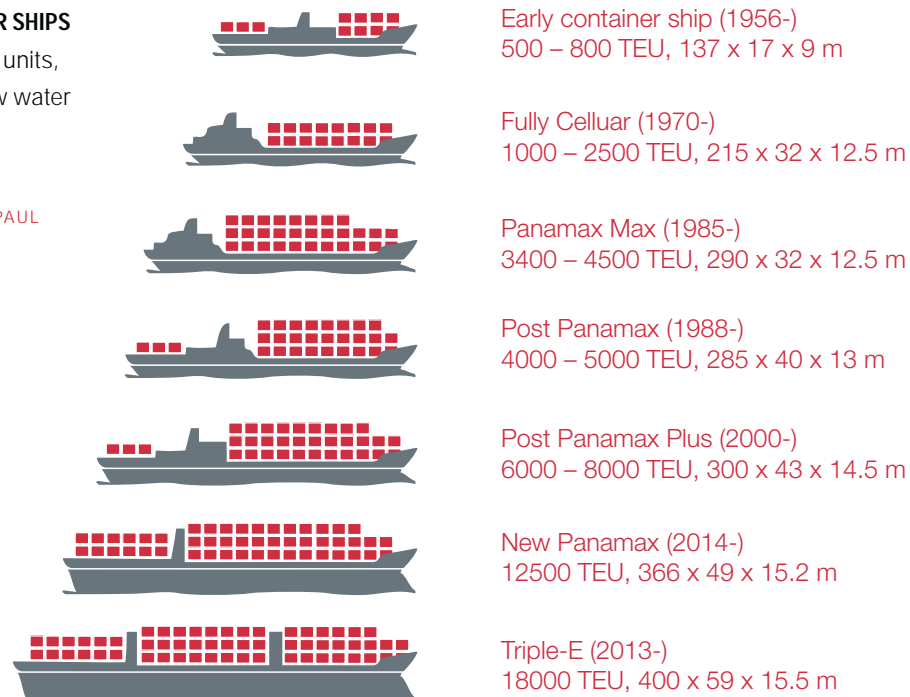 R SHIPS
units,
w water
PAUL
Early container ship (1956-)
500 – 800 TEU, 137 x 17 x 9 m
Fully Celluar (1970-)
1000 – 2500 TEU, 215 x 32 x 12.5 m
Panamax Max (1985-)
3400 – 4500 TEU, 290 x 32 x 12.5 m
Post Panamax (1988-)
4000 – 5000 TEU, 285 x 40 x 13 m
Post Panamax Plus (2000-)
6000 – 8000 TEU, 300 x 43 x 14.5 m
New Panamax (2014-)
12500 TEU, 366 x 49 x 15.2 m
Triple-E (2013-)
18000 TEU, 400 x 59 x 15.5 m